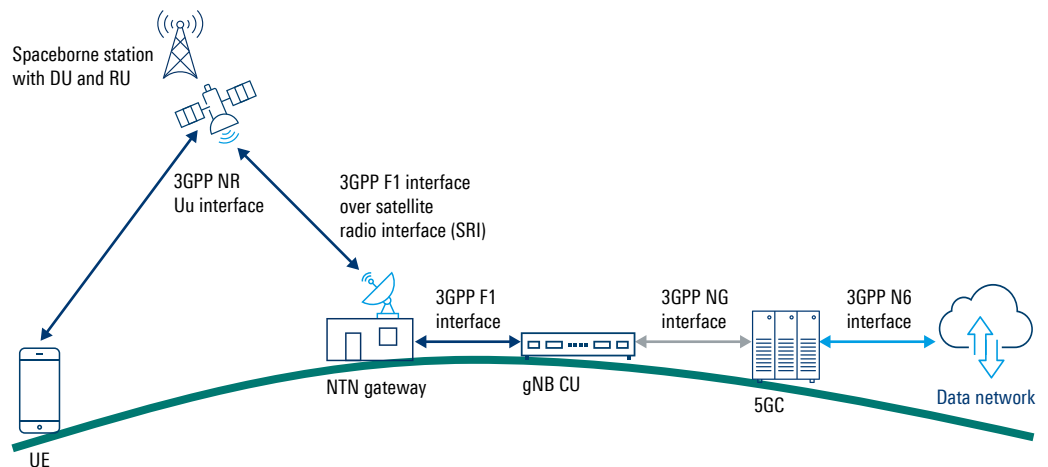 Spaceborne station
with DU and RU
3GPP NR
Uu interface
3GPP F1 interface
over satellite
radio interface (SRI)
3GPP F1
interface
3GPP NG
interface
3GPP N6
interface
NTN gateway
gNB CU
5GC
Data network
UE